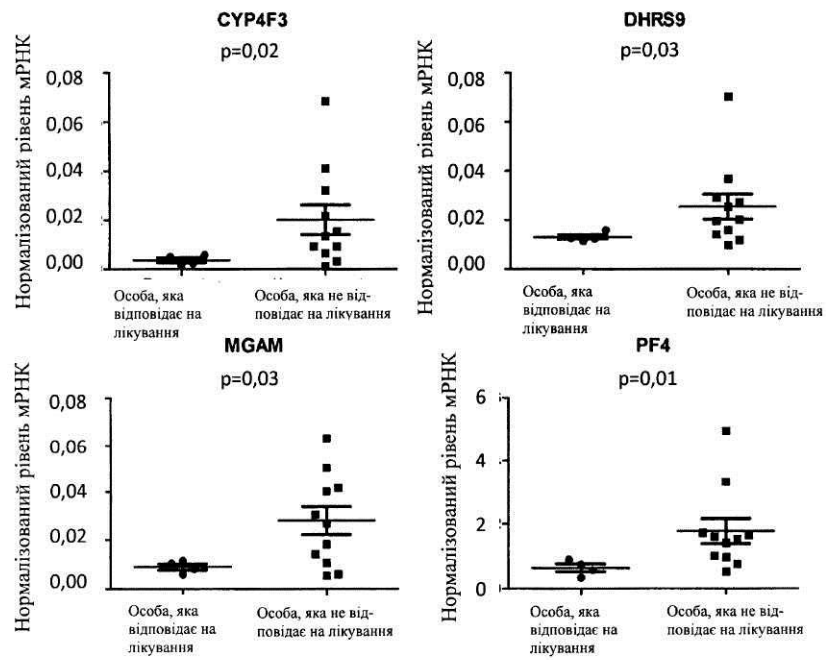 CYP4F3
p=0,02
Нормалізований рівень мРНК
0,08
0,06
0,04
0,02
0,00
Особа, яка
відповідає на
лікування
Особа, яка не від-
повідає на лікування
DHRS9
p=0,03
Нормалізований рівень мРНК
0,08
0,06
0,04
0,02
0,00
Особа, яка
відповідає на
лікування
Особа, яка не від-
повідає на лікування
MGAM
p=0,03
Нормалізований рівень мРНК
0,08
0,06
0,04
0,02
0,00
Особа, яка
відповідає на
лікування
Особа, яка не від-
повідає на лікування
PF4
p=0,01
Нормалізований рівень мРНК
6
4
2
0
Особа, яка
відповідає на
лікування
Особа, яка не від-
повідає на лікування